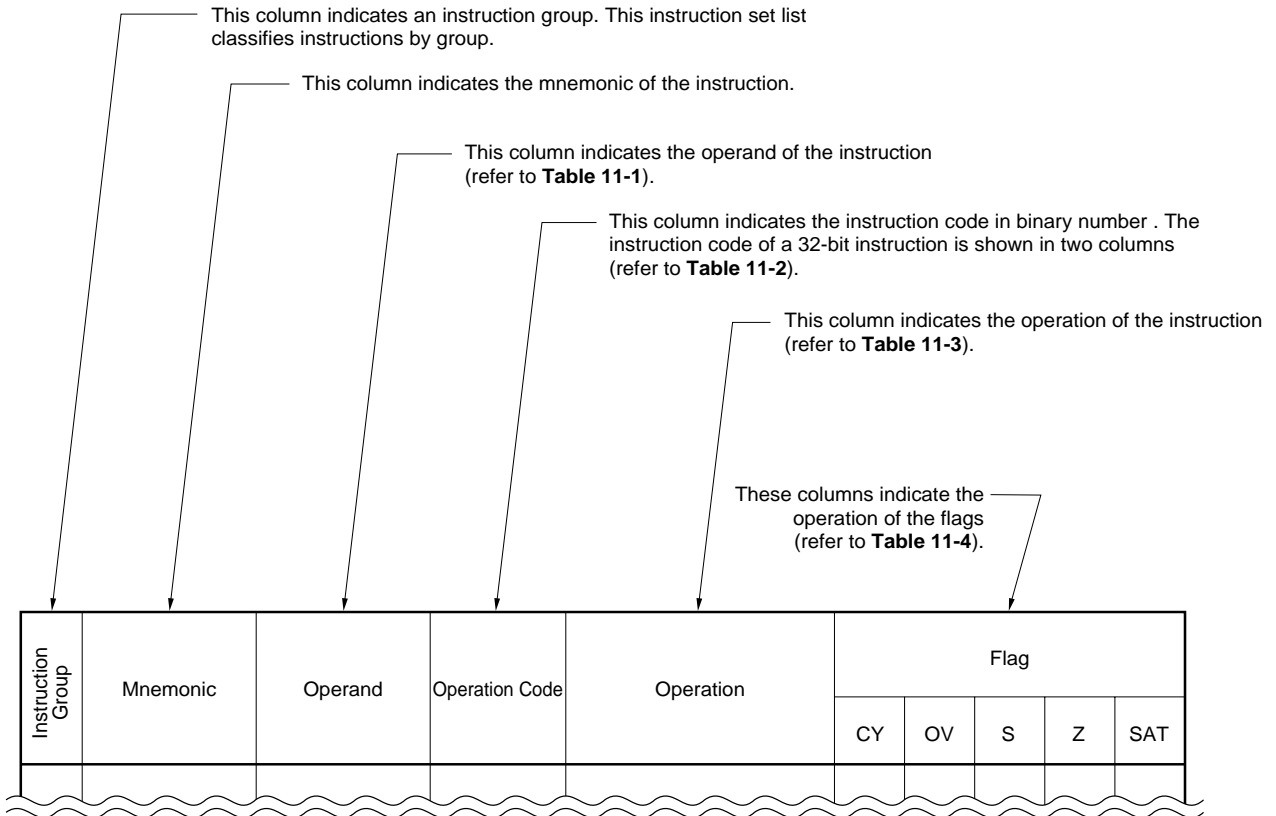 This column indicates an instruction group. This instruction set list
classifies instructions by group.
This column indicates the mnemonic of the instruction.
This column indicates the operand of the instruction
(refer to Table 11-1).
This column indicates the instruction code in binary number . The
instruction code of a 32-bit instruction is shown in two columns
(refer to Table 11-2).
This column indicates the operation of the instruction
(refer to Table 11-3).
These columns indicate the
operation of the flags
(refer to Table 11-4).
Instruction
Group
Mnemonic
Operand
Operation Code
Operation
Flag
CY
OV
S
Z
SAT